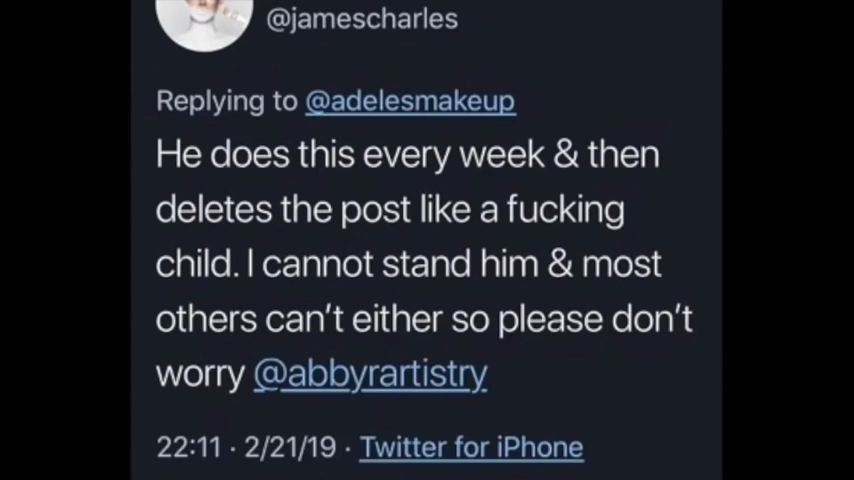 @jamescharles
Replying to @adelesmakeup
He does this every week & then
deletes the post like a fucking
child. I cannot stand him & most
others can't either so please don't
worry @abbyrartistry
22:11 · 2/21/19 · Twitter for iPhone